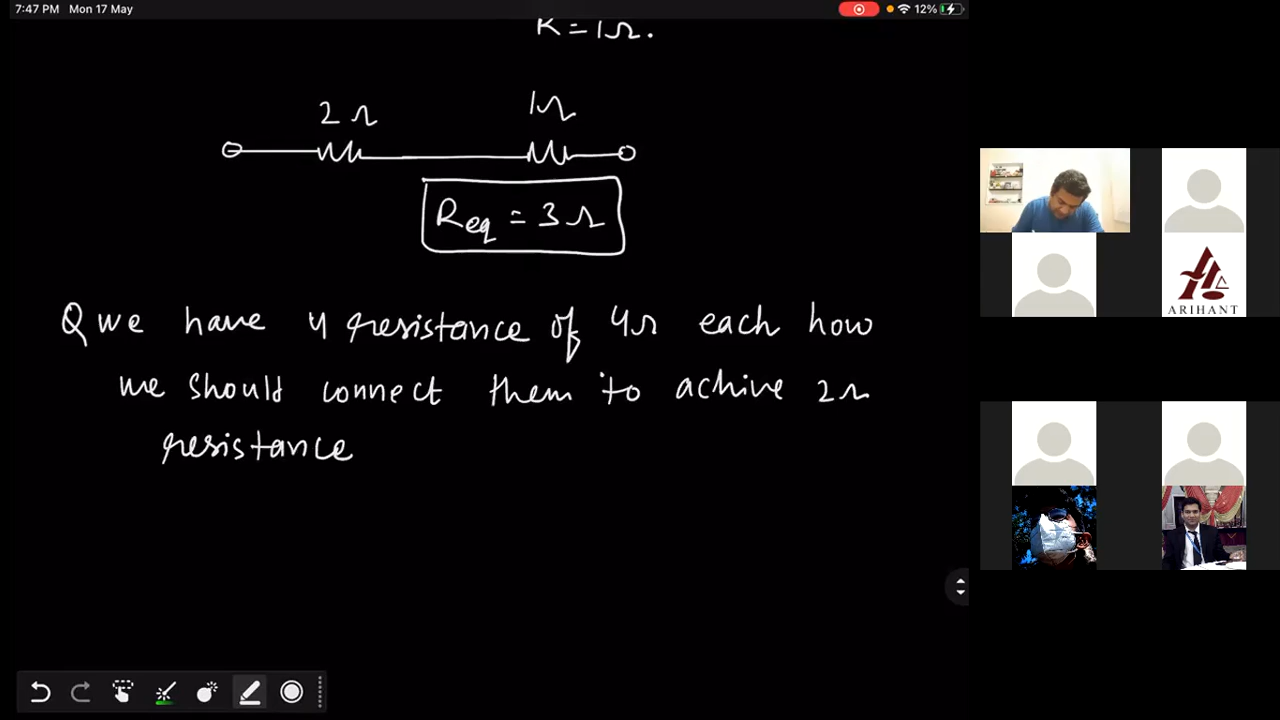 7:47 PM Mon 17 May
12%
R = 1Ω.
2 Ω
1Ω
Req = 3 Ω
Q we have 4 resistance of 4Ω each how
we should connect them to achive 2Ω
resistance
ARIHANT